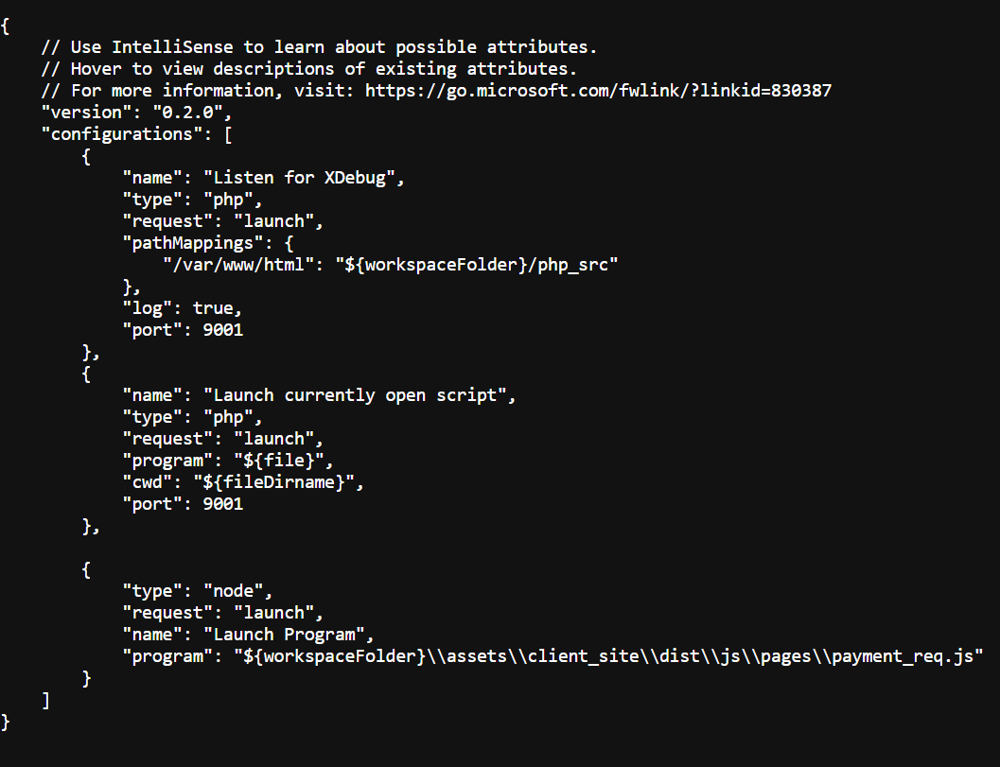 {
    // Use IntelliSense to learn about possible attributes.
    // Hover to view descriptions of existing attributes.
    // For more information, visit: https://go.microsoft.com/fwlink/?linkid=830387
    "version": "0.2.0",
    "configurations": [
        {
            "name": "Listen for XDebug",
            "type": "php",
            "request": "launch",
            "pathMappings": {
                "/var/www/html": "${workspaceFolder}/php_src"
            },
            "log": true,
            "port": 9001
        },
        {
            "name": "Launch currently open script",
            "type": "php",
            "request": "launch",
            "program": "${file}",
            "cwd": "${fileDirname}",
            "port": 9001
        },

        {
            "type": "node",
            "request": "launch",
            "name": "Launch Program",
            "program": "${workspaceFolder}\\assets\\client_site\\dist\\js\\pages\\payment_req.js"
        }
    ]
}